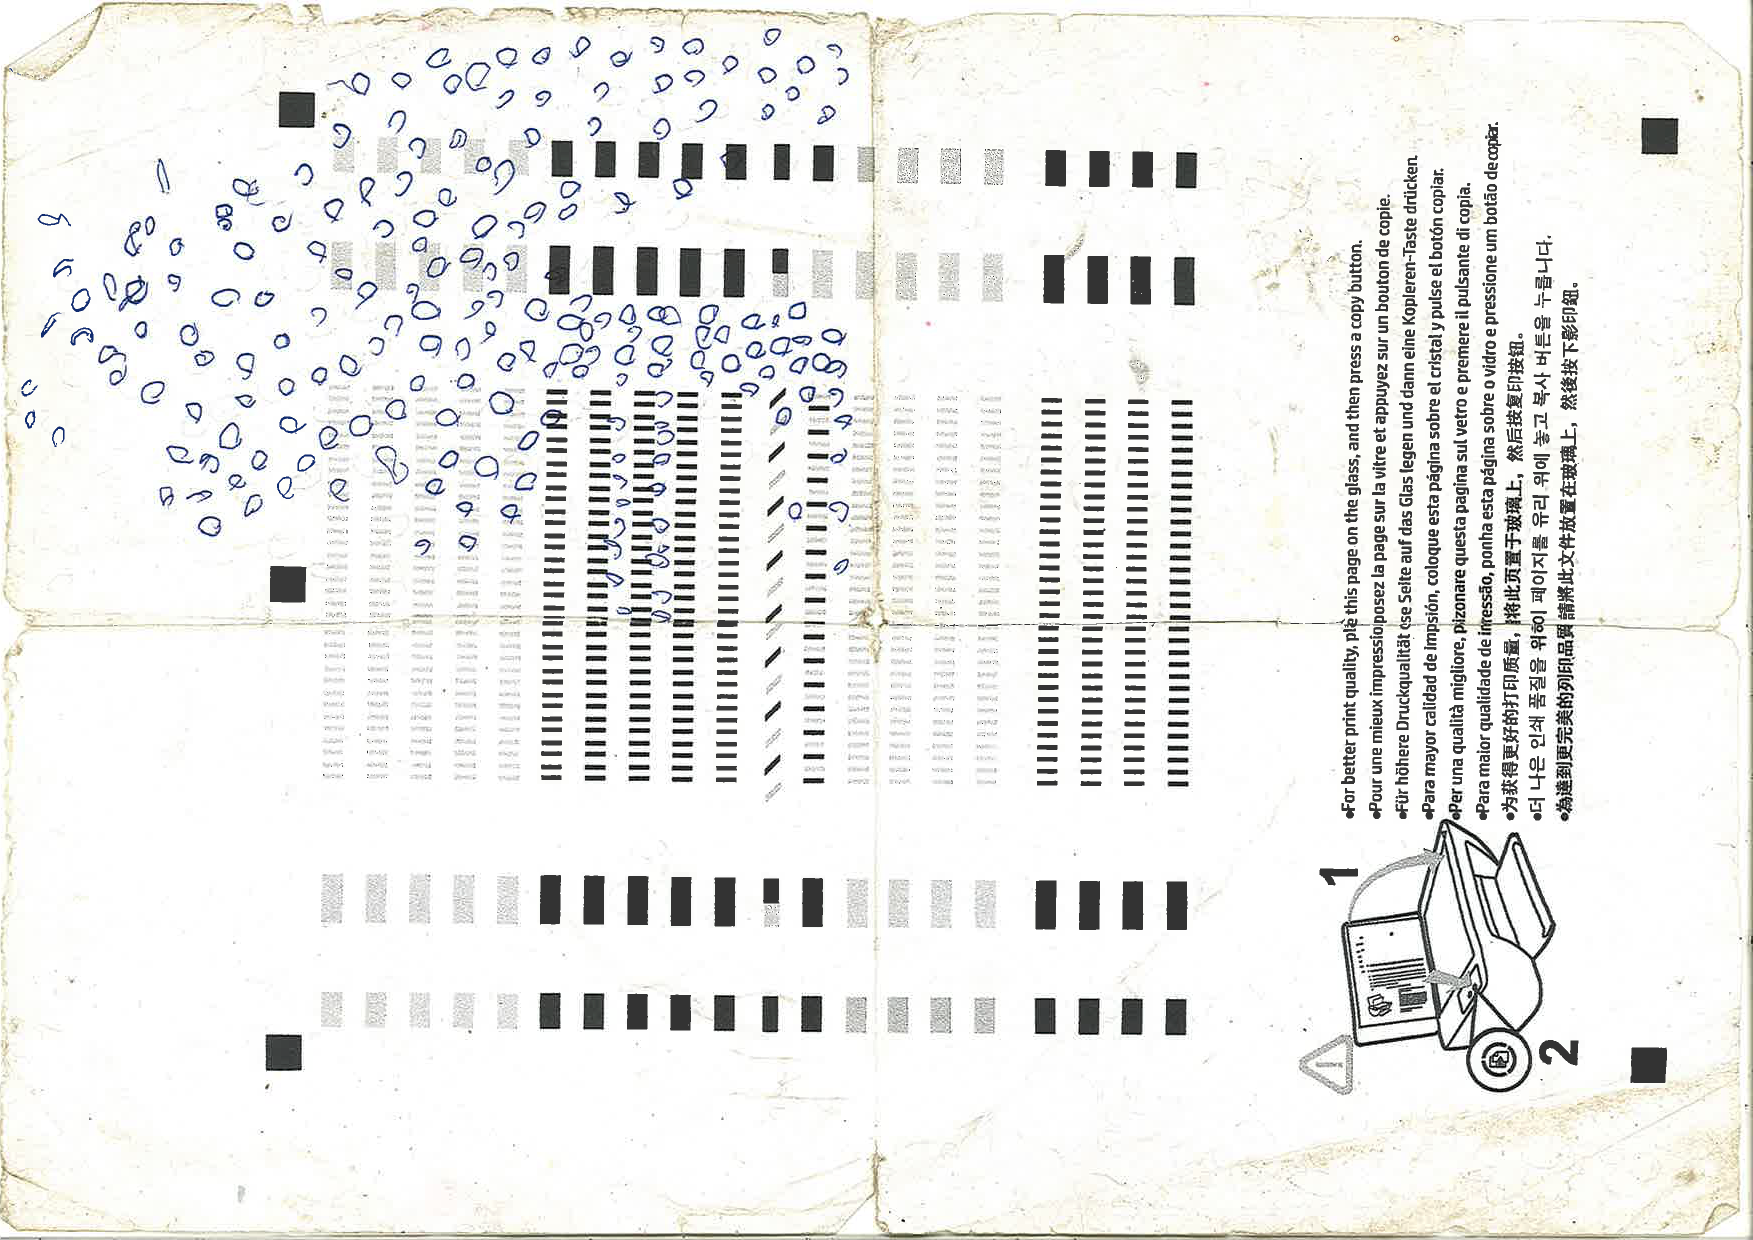 •For better print quality, place this page on the glass, and then press a copy button.
•Pour une mieux impression posez la page sur la vitre et appuyez sur un bouton de copie.
•Für höhere Druckqualität Seite auf das Glas legen und dann eine Kopieren-Taste drücken.
•Para mayor calidad de coloque esta página sobre el cristal y pulse el botón copiar.
•Per una qualità migliore, questa pagina sul vetro e premere il pulsante di copia.
•Para maior qualidade de ponha esta página sobre o vidro e pressione um botão de copiar.
•为获得更好的打印质量，将此页置于玻璃上，然后按复印按钮。
•더 나은 인쇄 품질을 위해 이 페이지를 유리 위에 놓고 복사 버튼을 누릅니다.
•為達到更完美的列印品質請將此文件放置在玻璃上，然後按下影印鈕。
1
2